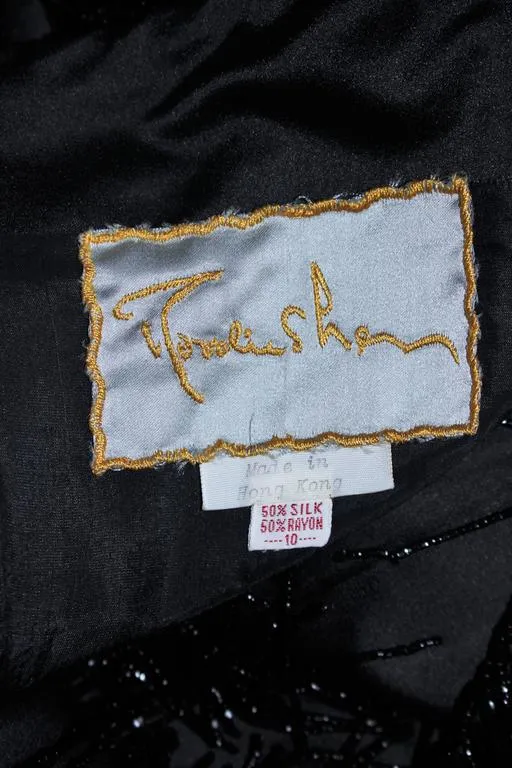 Made in
Hong Kong
50% SILK
50% RAYON
----10----